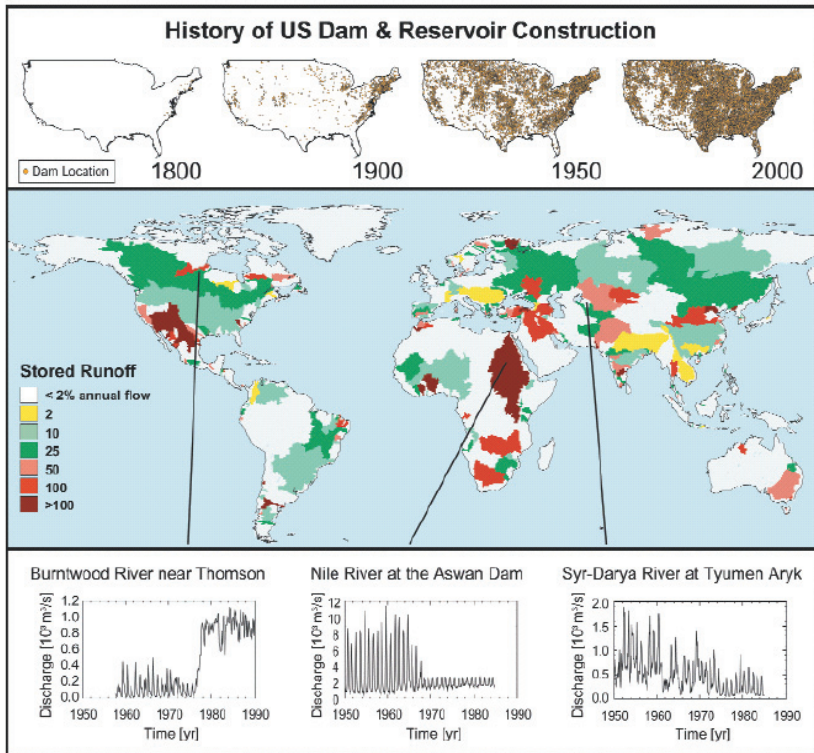 History of US Dam & Reservoir Construction
Dam Location
1800
1900
1950
2000
Stored Runoff
< 2% annual flow
2
10
25
50
100
>100
Burntwood River near Thomson
Nile River at the Aswan Dam
Syr-Darya River at Tyumen Aryk
Discharge [10³ m³/s]
1.2
1.0
0.8
0.6
0.4
0.2
0.0
1950 1960 1970 1980 1990
Time [yr]
Discharge [10³ m³/s]
12
10
8
6
4
2
0
1950 1960 1970 1980 1990
Time [yr]
Discharge [10³ m³/s]
2.0
1.5
1.0
0.5
0.0
1950 1960 1970 1980 1990
Time [yr]